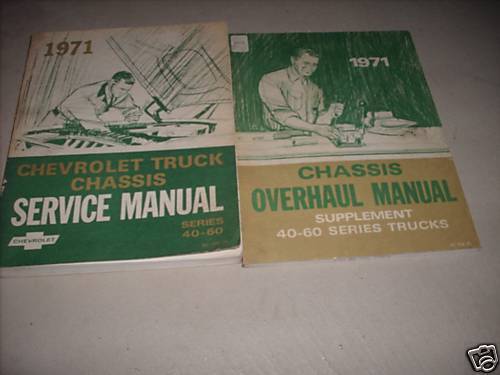 1971
CHEVROLET TRUCK
CHASSIS
SERVICE MANUAL
SERIES
40-60
CHEVROLET
1971
CHASSIS
OVERHAUL MANUAL
SUPPLEMENT
40-60 SERIES TRUCKS